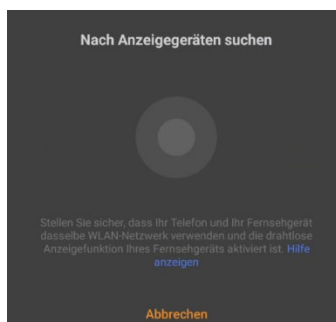 Nach Anzeigegeräten suchen
Stellen Sie sicher, dass Ihr Telefon und Ihr Fernsehgerät
dasselbe WLAN-Netzwerk verwenden und die drahtlose
Anzeigefunktion Ihres Fernsehgeräts aktiviert ist. Hilfe
anzeigen
Abbrechen